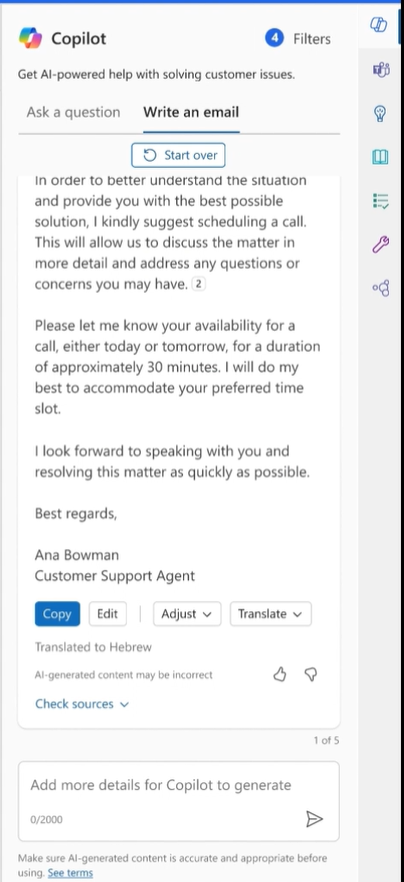 Copilot
4 Filters
Get AI-powered help with solving customer issues.
Ask a question Write an email
Start over
In order to better understand the situation
and provide you with the best possible
solution, I kindly suggest scheduling a call.
This will allow us to discuss the matter in
more detail and address any questions or
concerns you may have. 2
Please let me know your availability for a
call, either today or tomorrow, for a duration
of approximately 30 minutes. I will do my
best to accommodate your preferred time
slot.
I look forward to speaking with you and
resolving this matter as quickly as possible.
Best regards,
Ana Bowman
Customer Support Agent
Copy Edit Adjust Translate
Translated to Hebrew
AI-generated content may be incorrect
Check sources
1 of 5
Add more details for Copilot to generate
0/2000
Make sure AI-generated content is accurate and appropriate before
using. See terms